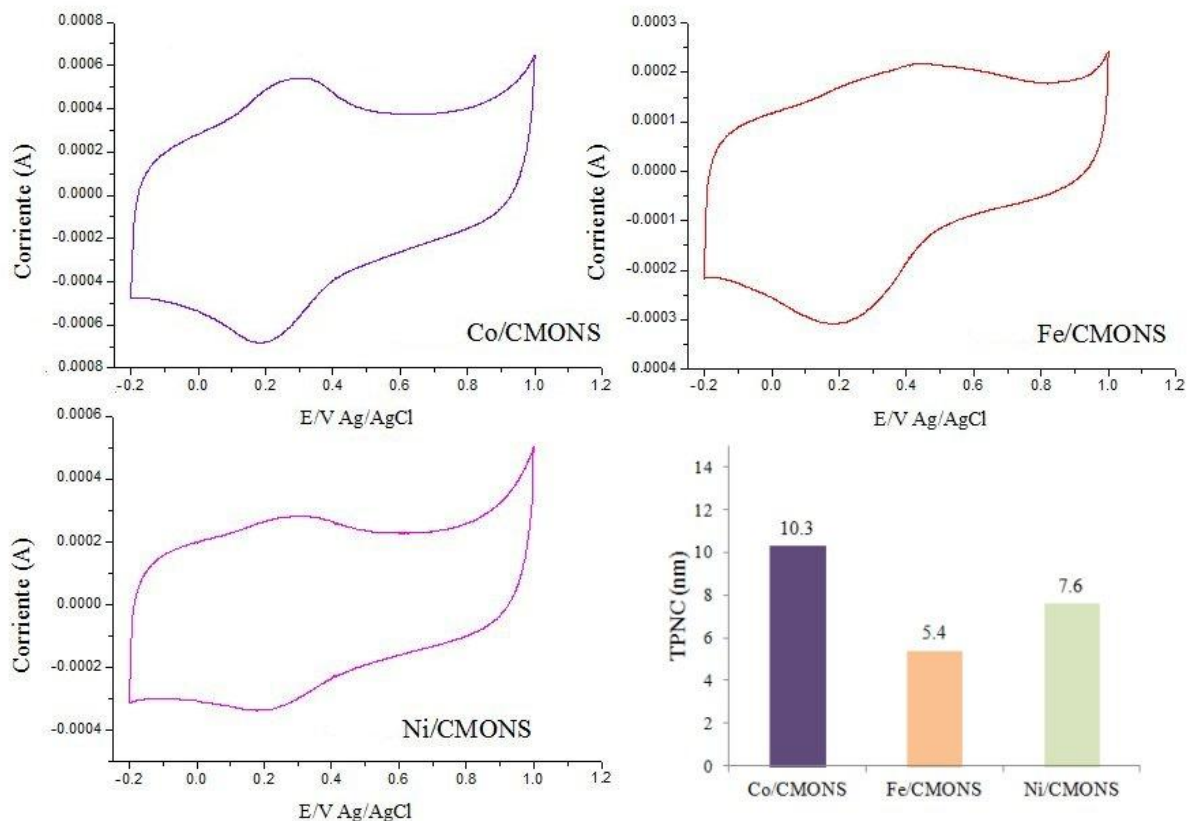 0.0008
0.0006
0.0004
0.0002
0.0000
-0.0002
-0.0004
-0.0006
0.0008
Corriente (A)
-0.2 0.0 0.2 0.4 0.6 0.8 1.0 1.2
E/V Ag/AgCl
Co/CMONS
0.0003
0.0002
0.0001
0.0000
-0.0001
-0.0002
-0.0003
0.0004
Corriente (A)
-0.2 0.0 0.2 0.4 0.6 0.8 1.0 1.2
E/V Ag/AgCl
Fe/CMONS
0.0006
0.0004
0.0002
0.0000
-0.0002
-0.0004
Corriente (A)
-0.2 0.0 0.2 0.4 0.6 0.8 1.0 1.2
E/V Ag/AgCl
Ni/CMONS
14
12
10
8
6
4
2
0
TPNC (nm)
10.3
5.4
7.6
Co/CMONS Fe/CMONS Ni/CMONS